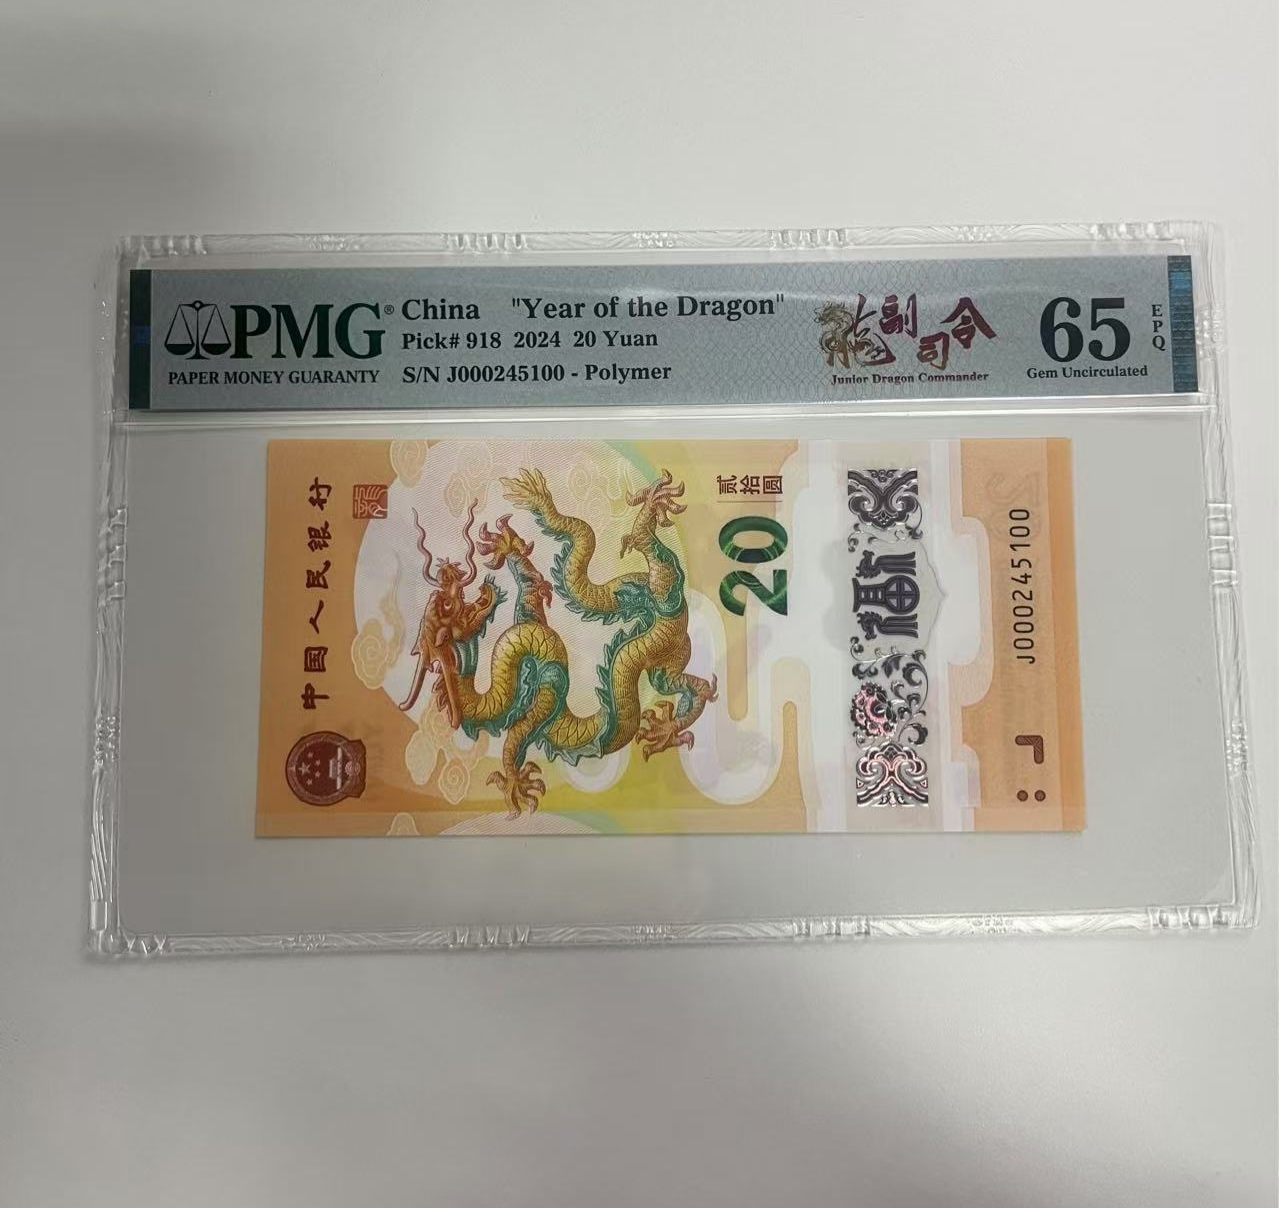 PMG® China "Year of the Dragon"
Pick# 918 2024 20 Yuan
PAPER MONEY GUARANTY
S/N J000245100 - Polymer
龙副司令
Junior Dragon Commander
65
EPQ
Gem Uncirculated
中国人民银行
贰拾圆
20
J000245100